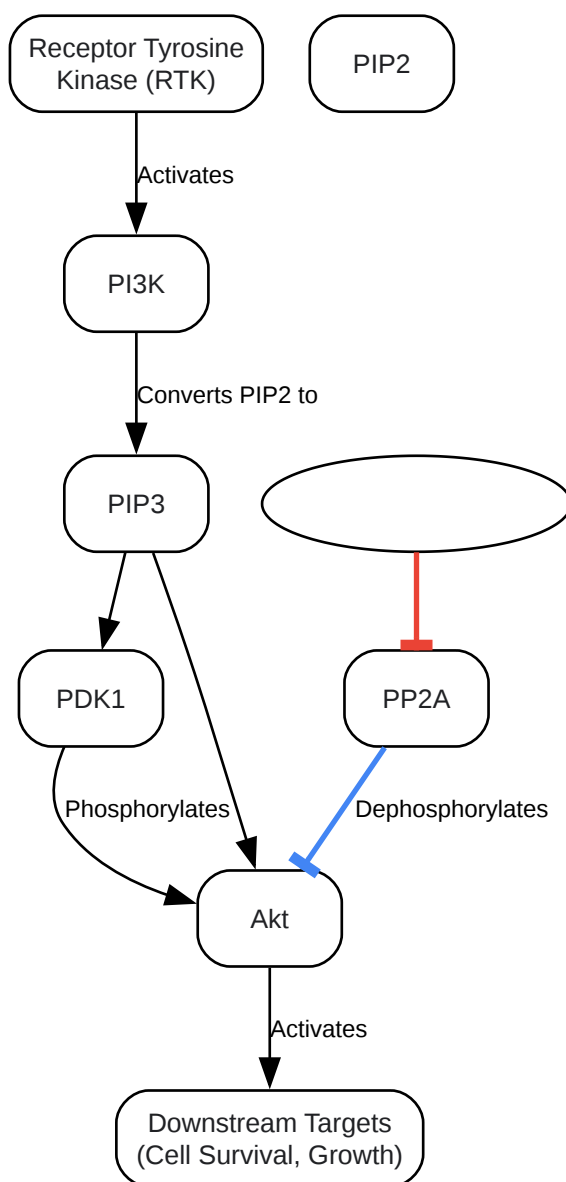 Receptor Tyrosine
Kinase (RTK)
PIP2
Activates
PI3K
Converts PIP2 to
PIP3
PDK1
PP2A
Phosphorylates
Dephosphorylates
Akt
Activates
Downstream Targets
(Cell Survival, Growth)